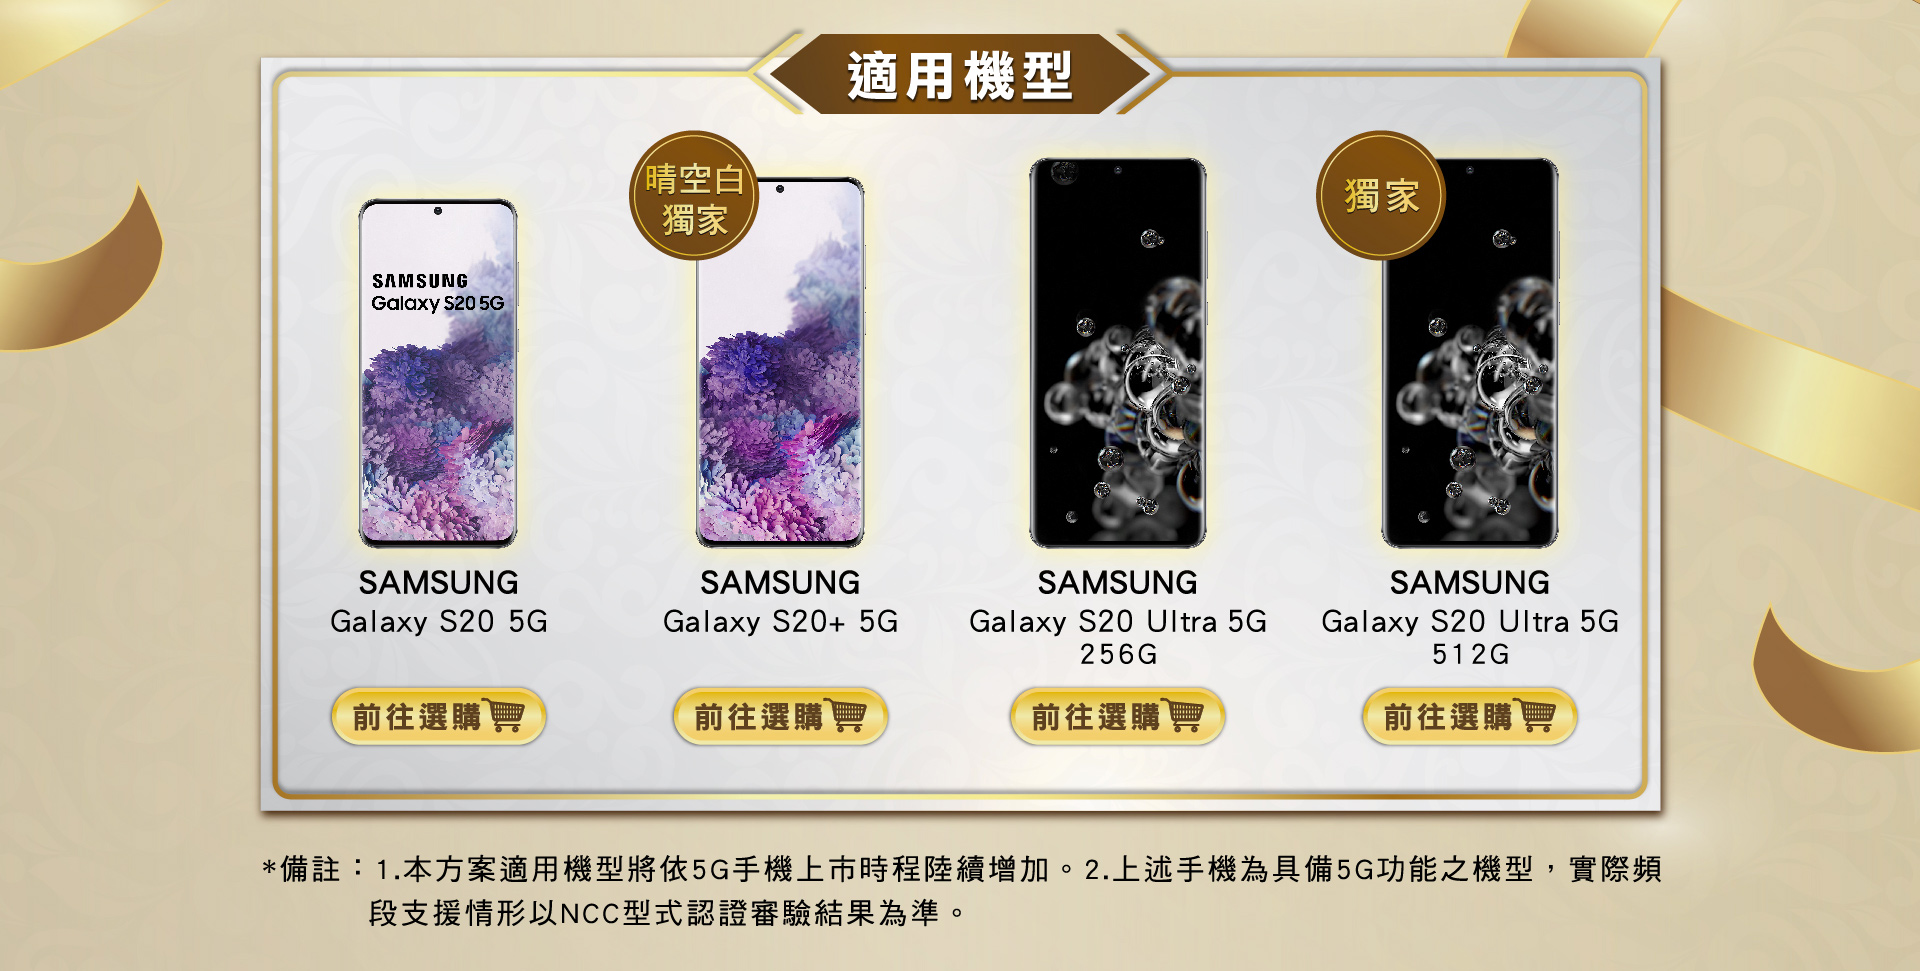 適用機型
SAMSUNG
Galaxy S20 5G
晴空白
獨家
獨家
SAMSUNG
Galaxy S20 5G
前往選購
SAMSUNG
Galaxy S20+ 5G
前往選購
SAMSUNG
Galaxy S20 Ultra 5G
256G
前往選購
SAMSUNG
Galaxy S20 Ultra 5G
512G
前往選購
*備註：1.本方案適用機型將依5G手機上市時程陸續增加。2.上述手機為具備5G功能之機型，實際頻
段支援情形以NCC型式認證審驗結果為準。